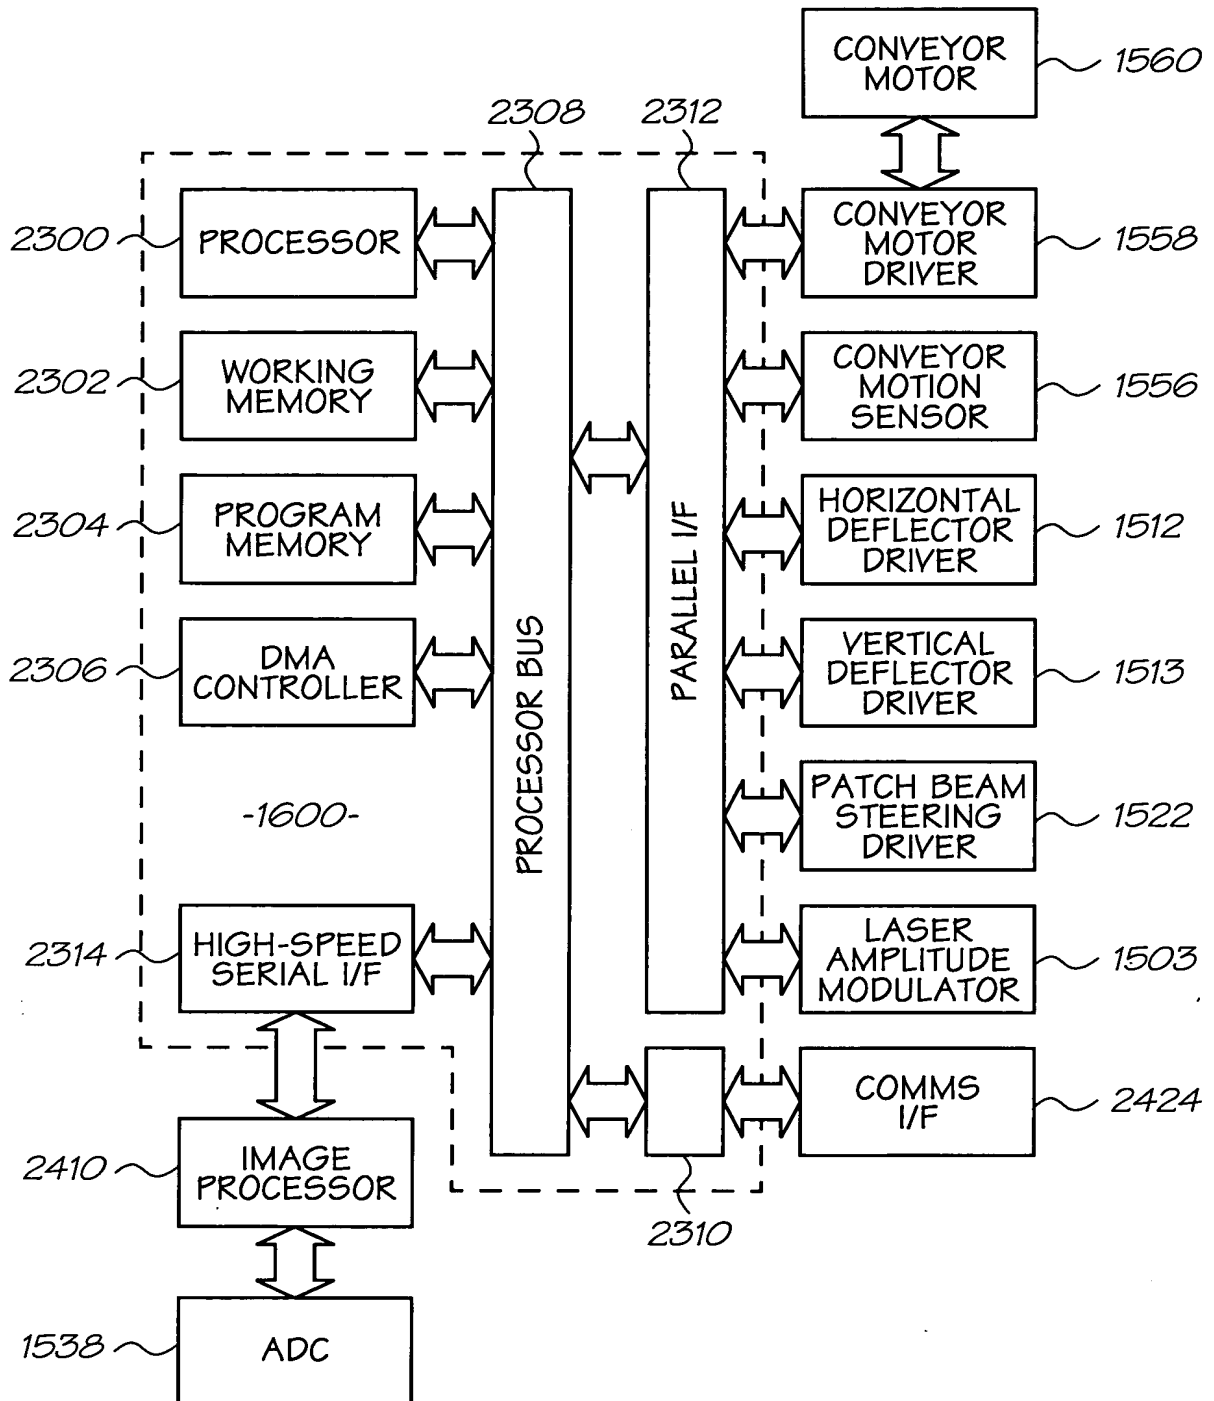 CONVEYOR
MOTOR
1560
2308
2312
2300
PROCESSOR
CONVEYOR
MOTOR
DRIVER
1558
2302
WORKING
MEMORY
CONVEYOR
MOTION
SENSOR
1556
2304
PROGRAM
MEMORY
HORIZONTAL
DEFLECTOR
DRIVER
1512
2306
DMA
CONTROLLER
PROCESSOR BUS
PARALLEL I/F
VERTICAL
DEFLECTOR
DRIVER
1513
-1600-
PATCH BEAM
STEERING
DRIVER
1522
2314
HIGH-SPEED
SERIAL I/F
LASER
AMPLITUDE
MODULATOR
1503
COMMS
I/F
2424
2410
IMAGE
PROCESSOR
2310
1538
ADC